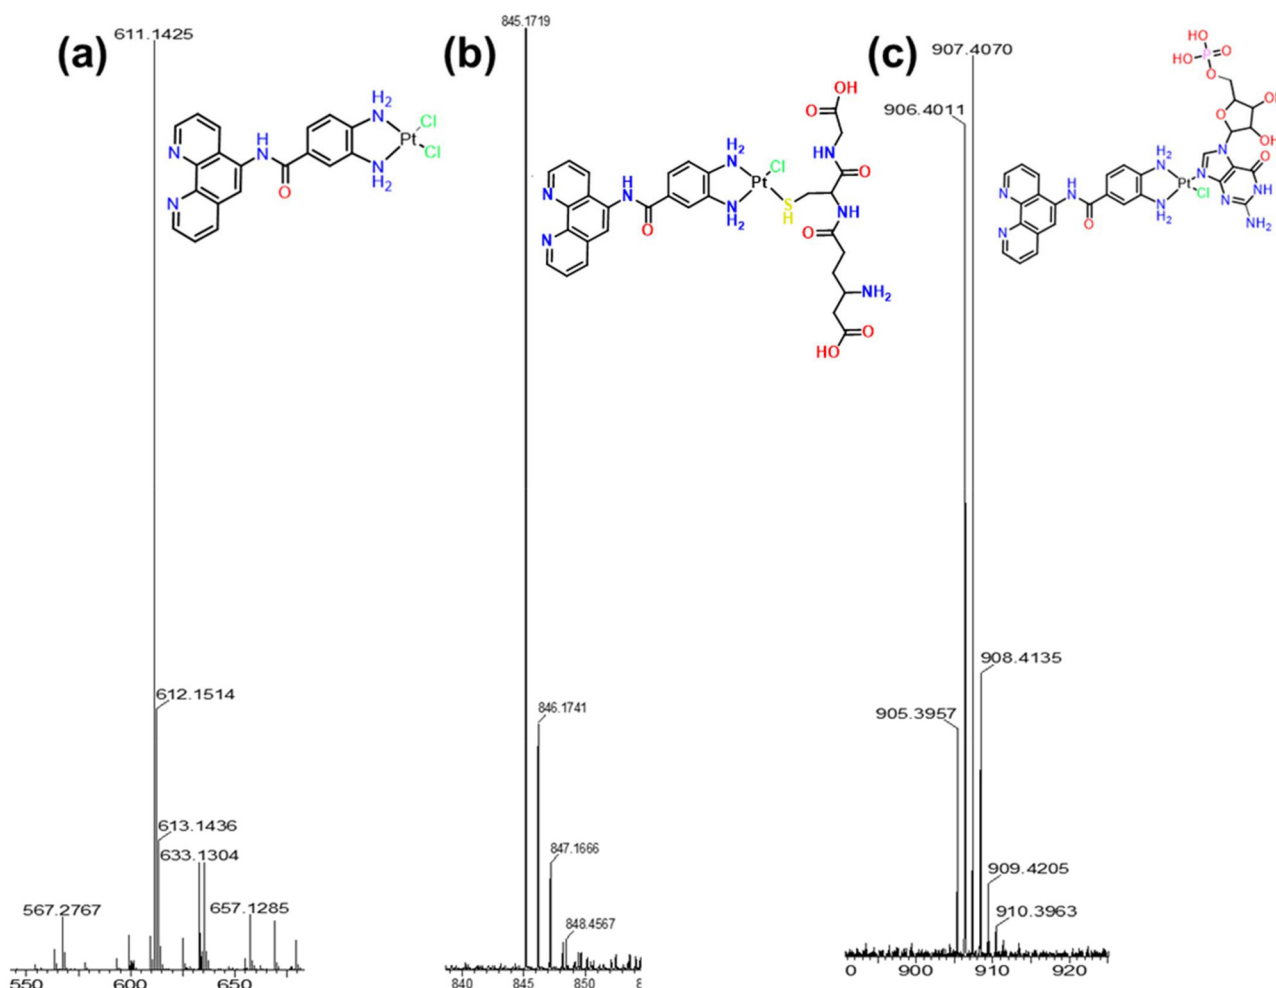 (a)
611.1425
H2
N
Cl
Pt
Cl
N
H2
H
N
O
N
N
612.1514
613.1436
633.1304
567.2767
657.1285
550
600
650
(b)
845.1719
OH
O
HN
O
H2
N
Cl
Pt
N
H2
S
H
NH
O
NH2
O
HO
H
N
O
N
N
846.1741
847.1666
848.4567
840
845
850
(c)
907.4070
906.4011
HO
HO
P
O
O
O
OH
N
O
NH
N
N
NH2
H2
N
Pt
Cl
N
H2
N
H
N
O
N
N
908.4135
905.3957
909.4205
910.3963
0
900
910
920